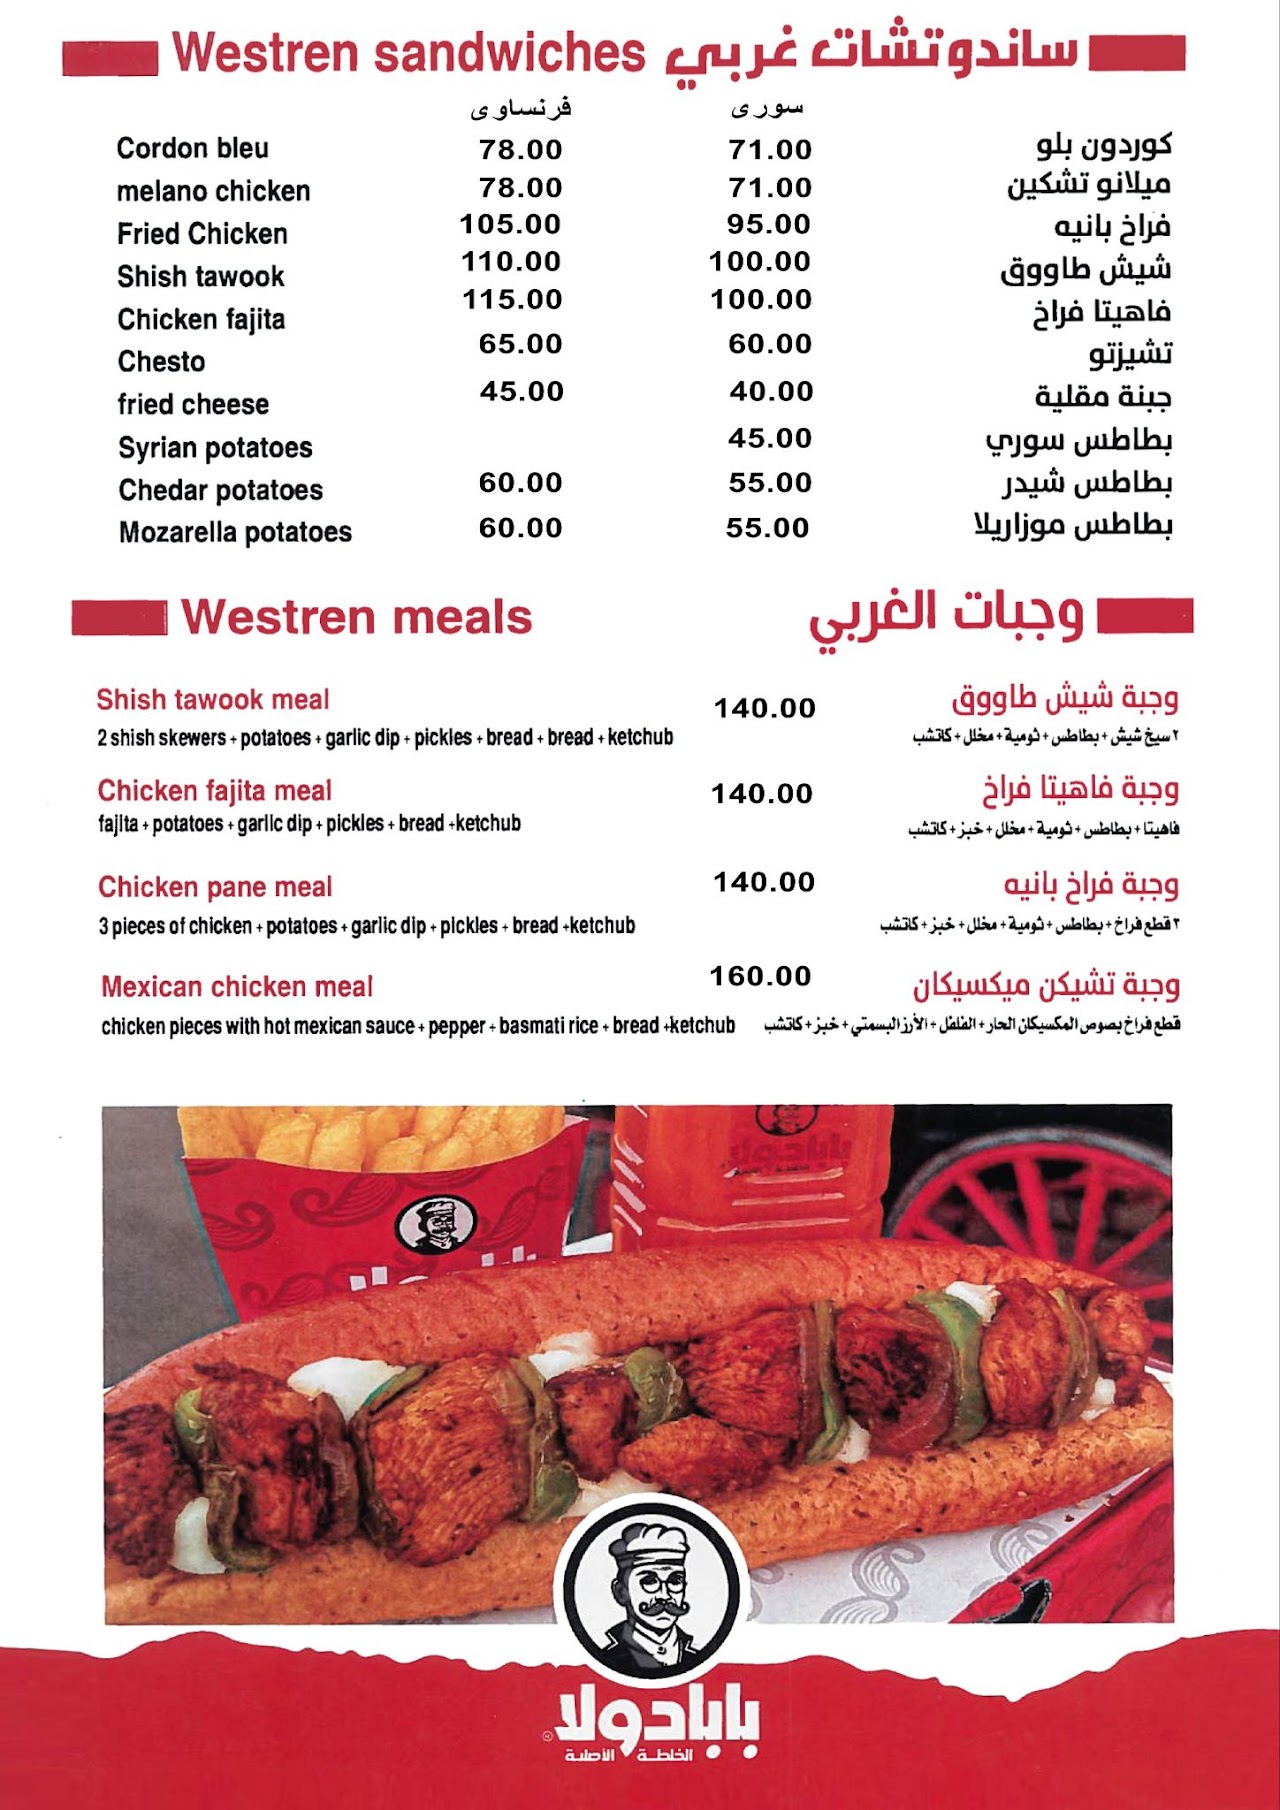 Westren sandwiches ساندوتشات غربي
فرنساوى سورى
Cordon bleu 78.00 71.00 كوردون بلو
melano chicken 78.00 71.00 ميلانو تشكين
Fried Chicken 105.00 95.00 فراخ بانيه
Shish tawook 110.00 100.00 شيش طاووق
Chicken fajita 115.00 100.00 فاهيتا فراخ
Chesto 65.00 60.00 تشيزتو
fried cheese 45.00 40.00 جبنة مقلية
Syrian potatoes 45.00 بطاطس سوري
Chedar potatoes 60.00 55.00 بطاطس شيدر
Mozarella potatoes 60.00 55.00 بطاطس موزاريلا
Westren meals وجبات الغربي
Shish tawook meal 140.00 وجبة شيش طاووق
2 shish skewers + potatoes + garlic dip + pickles + bread + bread + ketchub ٢ سيخ شيش + بطاطس + ثومية + مخلل + كاتشب
Chicken fajita meal 140.00 وجبة فاهيتا فراخ
fajita + potatoes + garlic dip + pickles + bread +ketchub فاهيتا + بطاطس + ثومية + مخلل + خبز + كاتشب
Chicken pane meal 140.00 وجبة فراخ بانيه
3 pieces of chicken + potatoes + garlic dip + pickles + bread +ketchub ٣ قطع فراخ + بطاطس + ثومية + مخلل + خبز + كاتشب
Mexican chicken meal 160.00 وجبة تشيكن ميكسيكان
chicken pieces with hot mexican sauce + pepper + basmati rice + bread +ketchub قطع فراخ بصوص المكسيكان الحار + الفلفل + الأرز البسمتي + خبز + كاتشب
بابادولا
بابادولا
الخلطة الأصلية